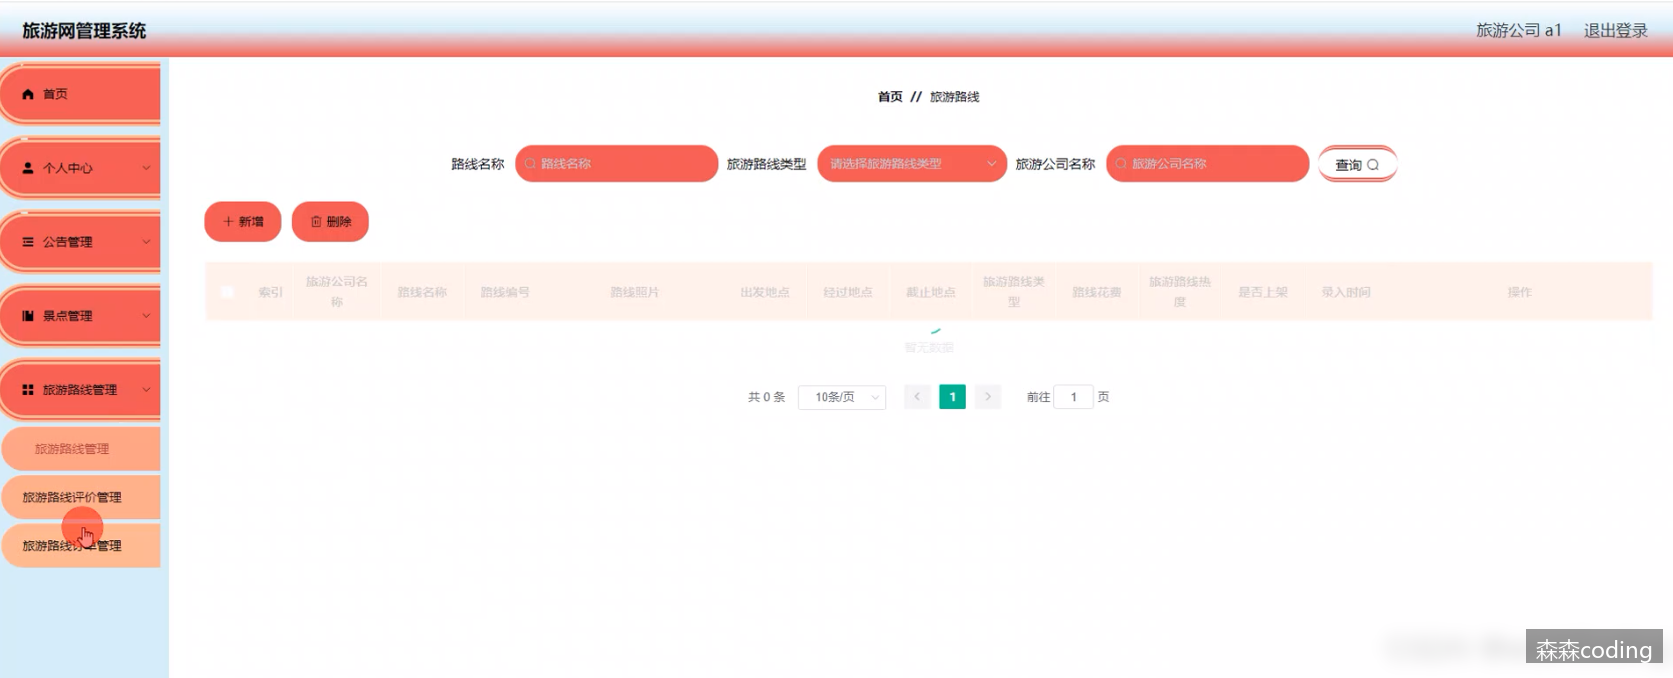 旅游网管理系统
旅游公司 a1 退出登录
首页
个人中心
公告管理
景点管理
旅游路线管理
旅游路线管理
旅游路线评价管理
旅游路线订单管理
首页 // 旅游路线
路线名称 路线名称 旅游路线类型 请选择旅游路线类型 旅游公司名称 旅游公司名称 查询
新增 删除
索引 旅游公司名称 路线名称 路线编号 路线照片 出发地点 经过地点 截止地点 旅游路线类型 路线花费 旅游路线热度 是否上架 录入时间 操作
暂无数据
共 0 条 10条/页 1 前往 1 页
森森coding